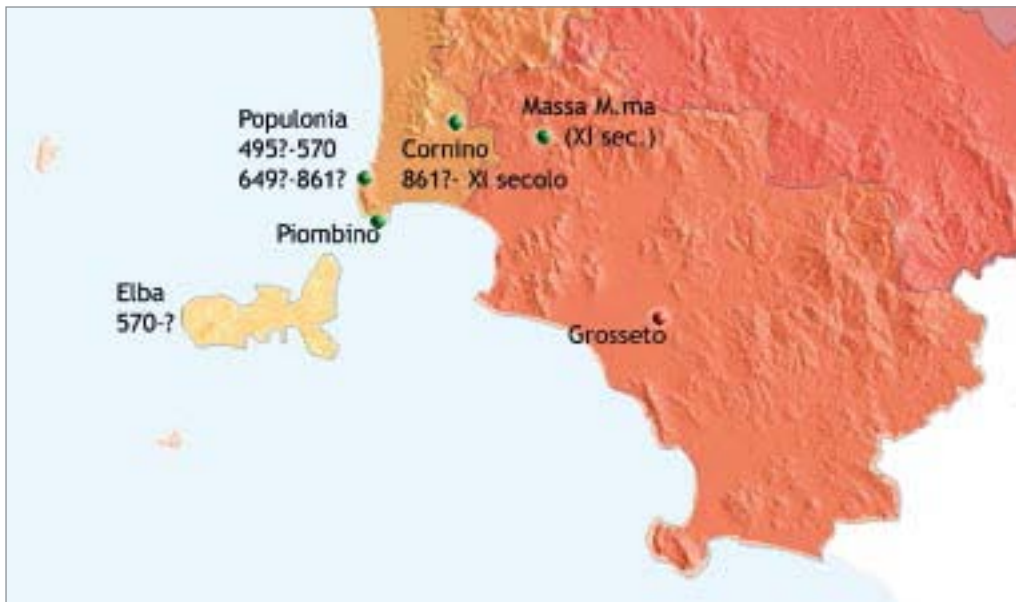 Populonia
495?-570
649?-861?
Massa M.ma
(XI sec.)
Cornino
861?- XI secolo
Piombino
Elba
570-?
Grosseto